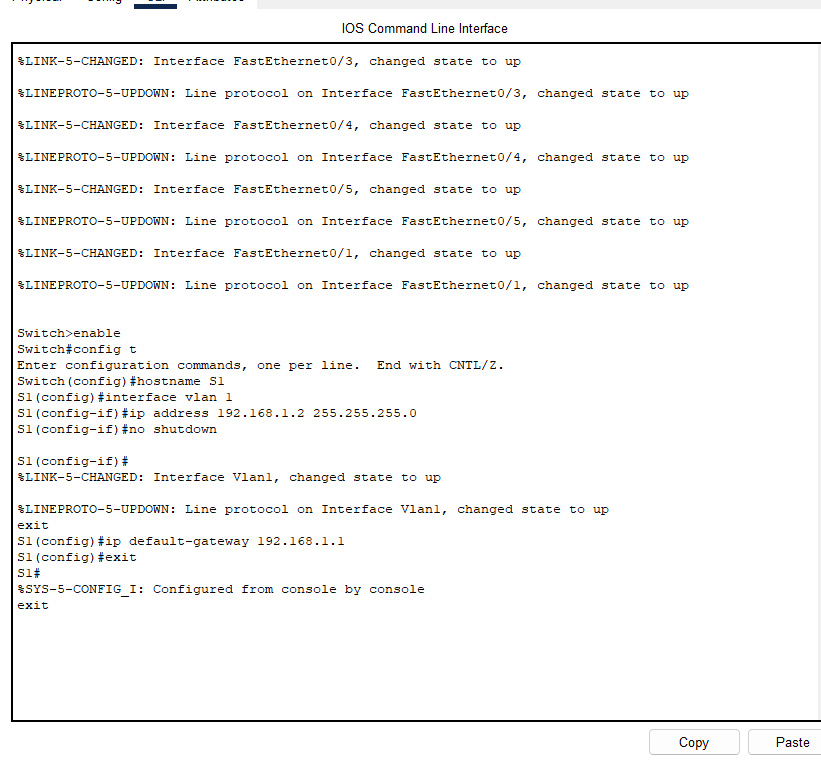 IOS Command Line Interface
%LINK-5-CHANGED: Interface FastEthernet0/3, changed state to up
%LINEPROTO-5-UPDOWN: Line protocol on Interface FastEthernet0/3, changed state to up
%LINK-5-CHANGED: Interface FastEthernet0/4, changed state to up
%LINEPROTO-5-UPDOWN: Line protocol on Interface FastEthernet0/4, changed state to up
%LINK-5-CHANGED: Interface FastEthernet0/5, changed state to up
%LINEPROTO-5-UPDOWN: Line protocol on Interface FastEthernet0/5, changed state to up
%LINK-5-CHANGED: Interface FastEthernet0/1, changed state to up
%LINEPROTO-5-UPDOWN: Line protocol on Interface FastEthernet0/1, changed state to up
Switch>enable
Switch#config t
Enter configuration commands, one per line.  End with CNTL/Z.
Switch(config)#hostname S1
S1(config)#interface vlan 1
S1(config-if)#ip address 192.168.1.2 255.255.255.0
S1(config-if)#no shutdown
S1(config-if)#
%LINK-5-CHANGED: Interface Vlan1, changed state to up
%LINEPROTO-5-UPDOWN: Line protocol on Interface Vlan1, changed state to up
exit
S1(config)#ip default-gateway 192.168.1.1
S1(config)#exit
S1#
%SYS-5-CONFIG_I: Configured from console by console
exit
Copy
Paste